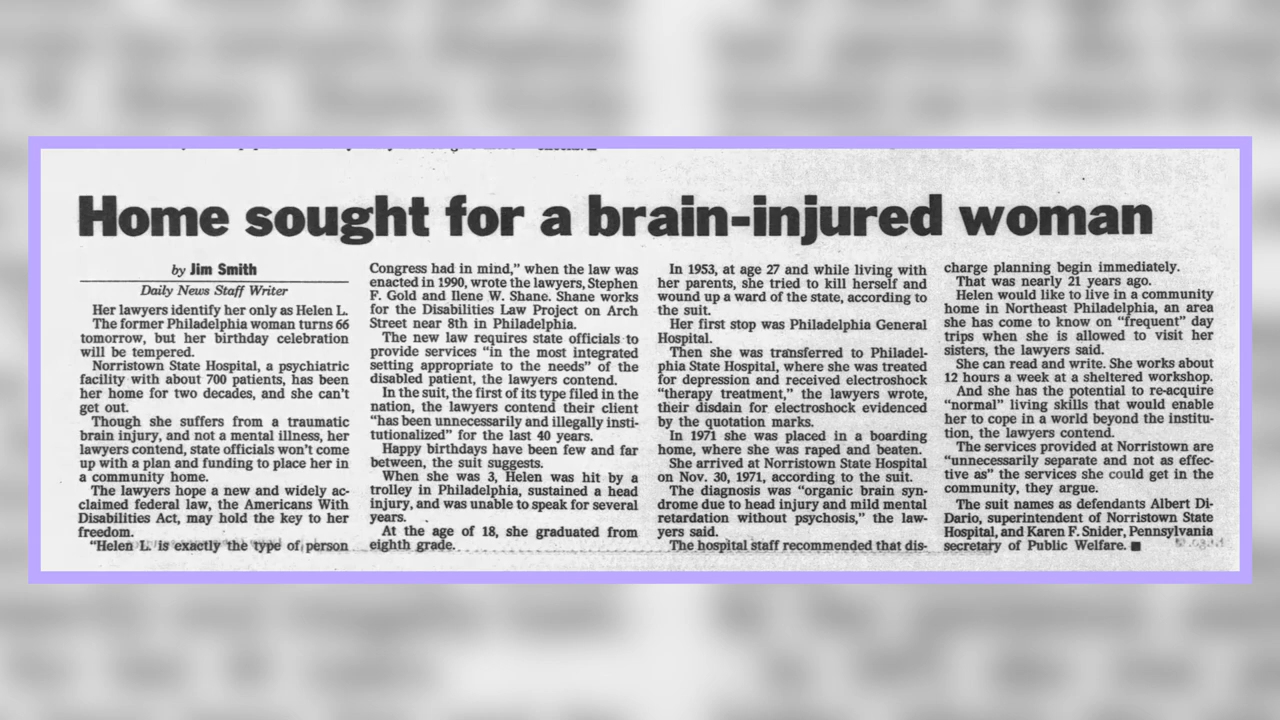 Home sought for a brain-injured woman
by Jim Smith
Daily News Staff Writer
Her lawyers identify her only as Helen L.
The former Philadelphia woman turns 66
tomorrow, but her birthday celebration
will be tempered.
Norristown State Hospital, a psychiatric
facility with about 700 patients, has been
her home for two decades, and she can't
get out.
Though she suffers from a traumatic
brain injury, and not a mental illness, her
lawyers contend, state officials won't come
up with a plan and funding to place her in
a community home.
The lawyers hope a new and widely ac-
claimed federal law, the Americans With
Disabilities Act, may hold the key to her
freedom.
"Helen L. is exactly the type of person
Congress had in mind," when the law was
enacted in 1990, wrote the lawyers, Stephen
F. Gold and Ilene W. Shane. Shane works
for the Disabilities Law Project on Arch
Street near 8th in Philadelphia.
The new law requires state officials to
provide services "in the most integrated
setting appropriate to the needs" of the
disabled patient, the lawyers contend.
In the suit, the first of its type filed in the
nation, the lawyers contend their client
"has been unnecessarily and illegally insti-
tutionalized" for the last 40 years.
Happy birthdays have been few and far
between, the suit suggests.
When she was 3, Helen was hit by a
trolley in Philadelphia, sustained a head
injury, and was unable to speak for several
years.
At the age of 18, she graduated from
eighth grade.
In 1953, at age 27 and while living with
her parents, she tried to kill herself and
wound up a ward of the state, according to
the suit.
Her first stop was Philadelphia General
Hospital.
Then she was transferred to Philadel-
phia State Hospital, where she was treated
for depression and received electroshock
"therapy treatment," the lawyers wrote,
their disdain for electroshock evidenced
by the quotation marks.
In 1971 she was placed in a boarding
home, where she was raped and beaten.
She arrived at Norristown State Hospital
on Nov. 30, 1971, according to the suit.
The diagnosis was "organic brain syn-
drome due to head injury and mild mental
retardation without psychosis," the law-
yers said.
The hospital staff recommended that dis-
charge planning begin immediately.
That was nearly 21 years ago.
Helen would like to live in a community
home in Northeast Philadelphia, an area
she has come to know on "frequent" day
trips when she is allowed to visit her
sisters, the lawyers said.
She can read and write. She works about
12 hours a week at a sheltered workshop.
And she has the potential to re-acquire
"normal" living skills that would enable
her to cope in a world beyond the institu-
tion, the lawyers contend.
The services provided at Norristown are
"unnecessarily separate and not as effec-
tive as" the services she could get in the
community, they argue.
The suit names as defendants Albert Di-
Dario, superintendent of Norristown State
Hospital, and Karen F. Snider, Pennsylvania
secretary of Public Welfare.